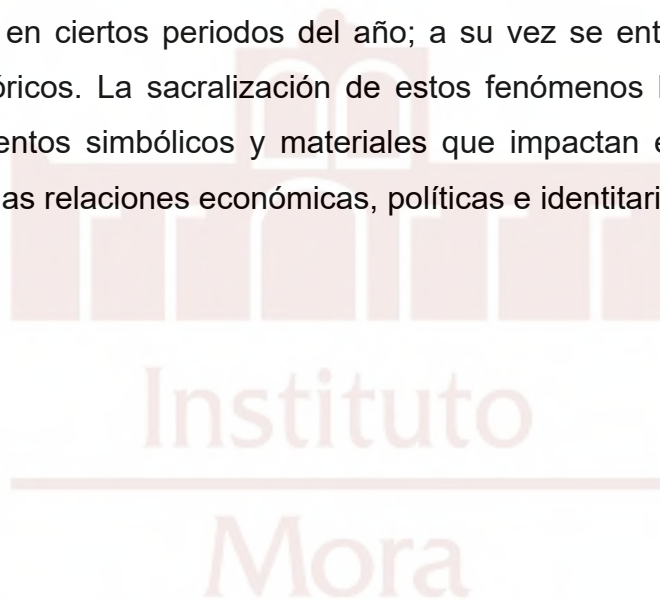 en ciertos periodos del año; a su vez se ent
óricos. La sacralización de estos fenómenos
entos simbólicos y materiales que impactan e
as relaciones económicas, políticas e identitari
Instituto
Mora